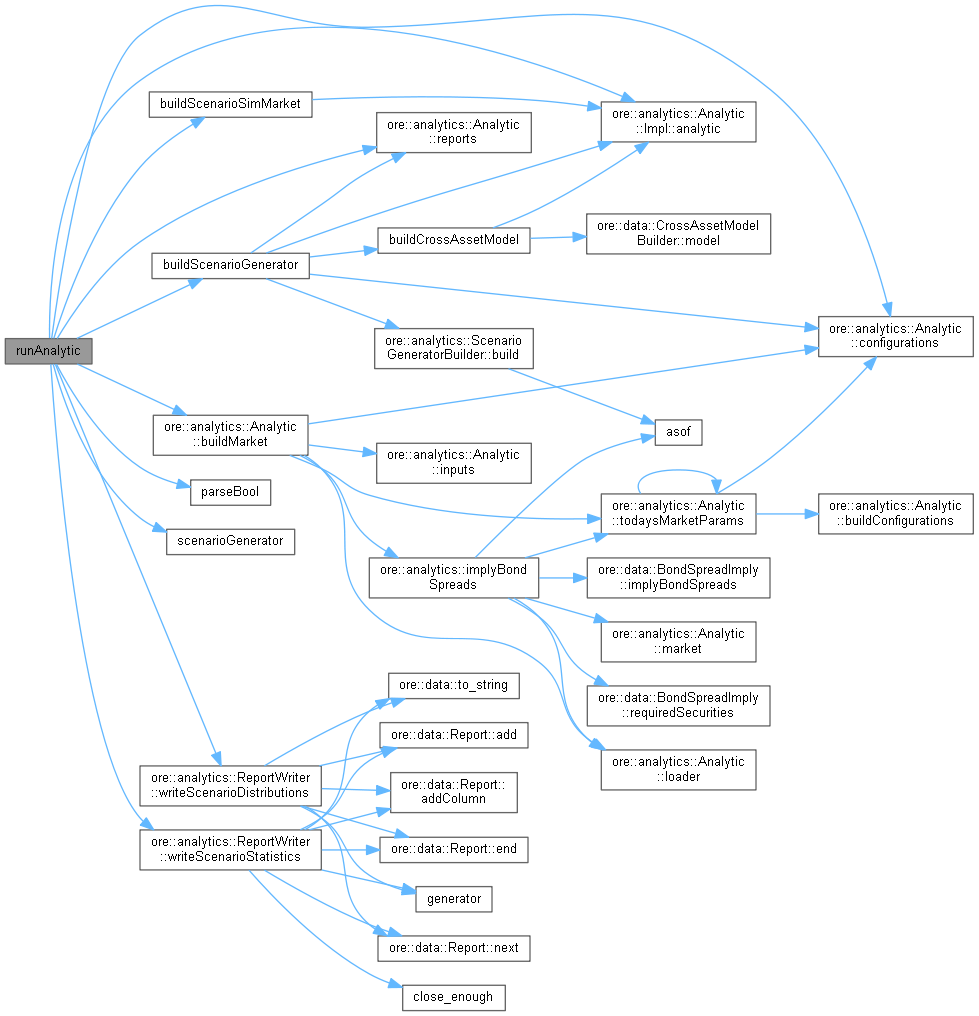 buildScenarioSimMarket
ore::analytics::Analytic
::Impl::analytic
ore::analytics::Analytic
::reports
ore::data::CrossAssetModel
Builder::model
buildCrossAssetModel
buildScenarioGenerator
ore::analytics::Analytic
::configurations
runAnalytic
ore::analytics::Scenario
GeneratorBuilder::build
ore::analytics::Analytic
::buildMarket
asof
ore::analytics::Analytic
::inputs
parseBool
ore::analytics::Analytic
::todaysMarketParams
ore::analytics::Analytic
::buildConfigurations
scenarioGenerator
ore::analytics::implyBond
Spreads
ore::data::BondSpreadImply
::implyBondSpreads
ore::analytics::Analytic
::market
ore::data::to_string
ore::data::BondSpreadImply
::requiredSecurities
ore::data::Report::add
ore::analytics::Analytic
::loader
ore::analytics::ReportWriter
::writeScenarioDistributions
ore::data::Report::
addColumn
ore::analytics::ReportWriter
::writeScenarioStatistics
ore::data::Report::end
generator
ore::data::Report::next
close_enough